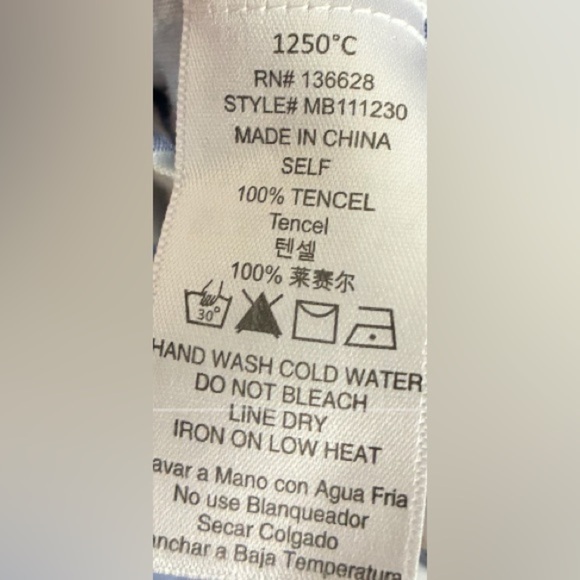 1250°C
RN# 136628
STYLE# MB111230
MADE IN CHINA
SELF
100% TENCEL
Tencel
텐셀
100% 莱赛尔
30°
HAND WASH COLD WATER
DO NOT BLEACH
LINE DRY
IRON ON LOW HEAT
avar a Mano con Agua Fria
No use Blanqueador
Secar Colgado
anchar a Baja Temperatura